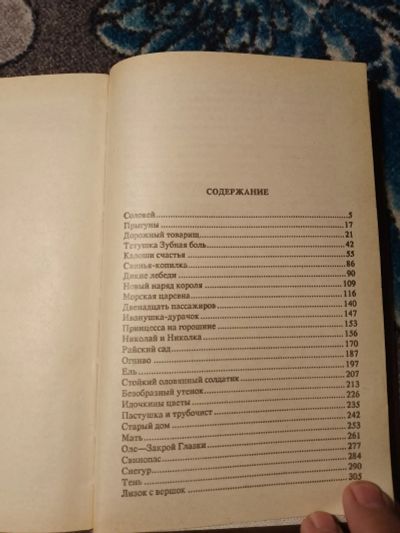 СОДЕРЖАНИЕ
Соловей 5
Прыгуны 17
Дорожный товарищ 21
Тетушка Зубная боль 42
Калоши счастья 55
Свинья-копилка 86
Дикие лебеди 90
Новый наряд короля 109
Морская царевна 116
Двенадцать пассажиров 140
Иванушка-дурачок 147
Принцесса на горошине 153
Николай и Николка 156
Райский сад 170
Огниво 187
Ель 197
Стойкий оловянный солдатик 207
Безобразный утенок 213
Идочкины цветы 226
Пастушка и трубочист 235
Старый дом 242
Мать 253
Оле—Закрой Глазки 261
Свинопас 277
Снегур 284
Тень 290
Лизок с вершок 305